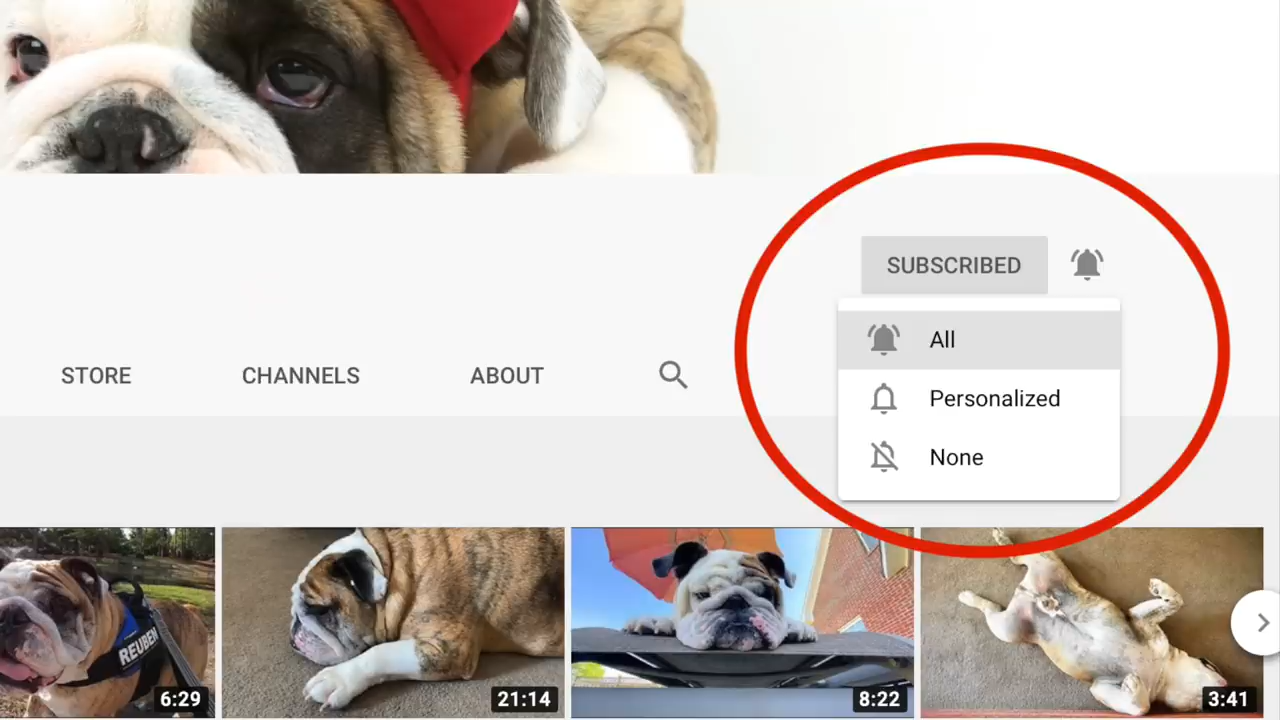 SUBSCRIBED
All
Personalized
None
STORE CHANNELS ABOUT
REUBEN
6:29
21:14
8:22
3:41